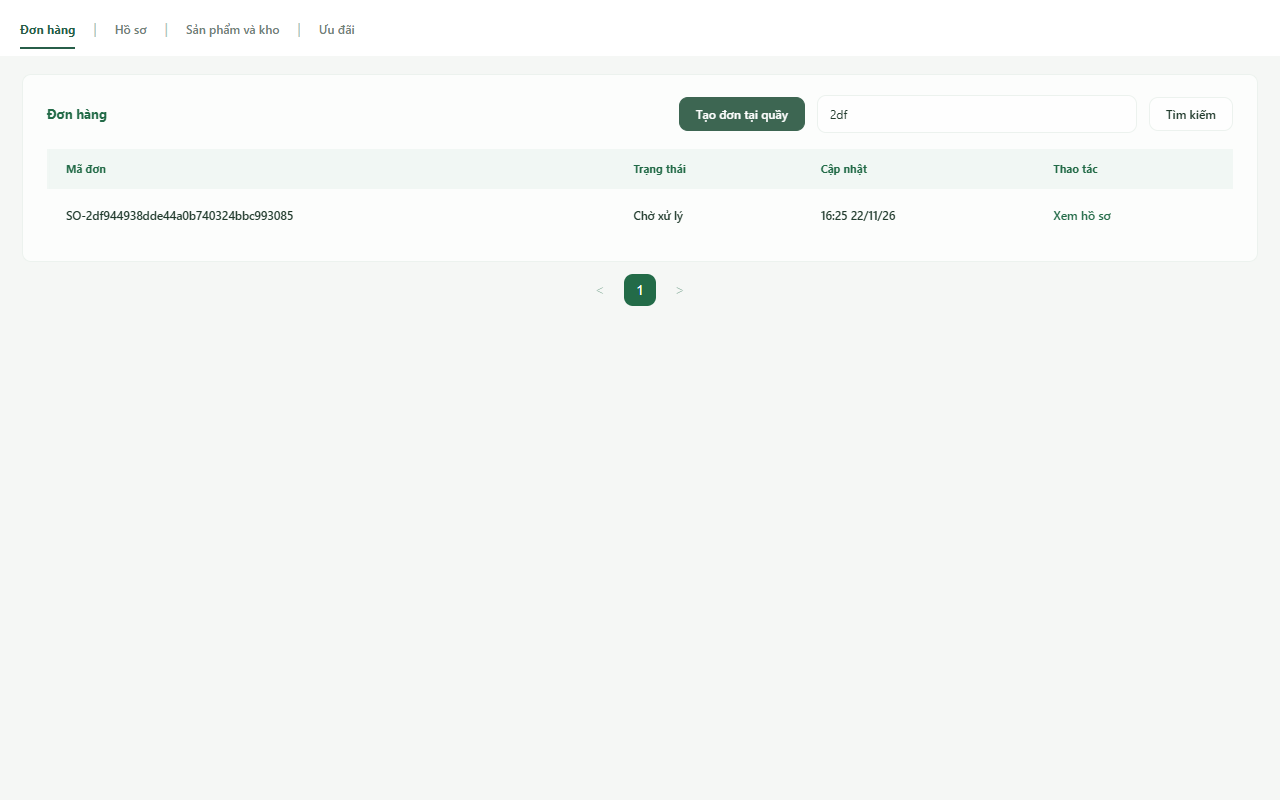 Đơn hàng | Hồ sơ | Sản phẩm và kho | Ưu đãi
Đơn hàng Tạo đơn tại quầy 2df Tìm kiếm
Mã đơn Trạng thái Cập nhật Thao tác
SO-2df944938dde44a0b740324bbc993085 Chờ xử lý 16:25 22/11/26 Xem hồ sơ
< 1 >